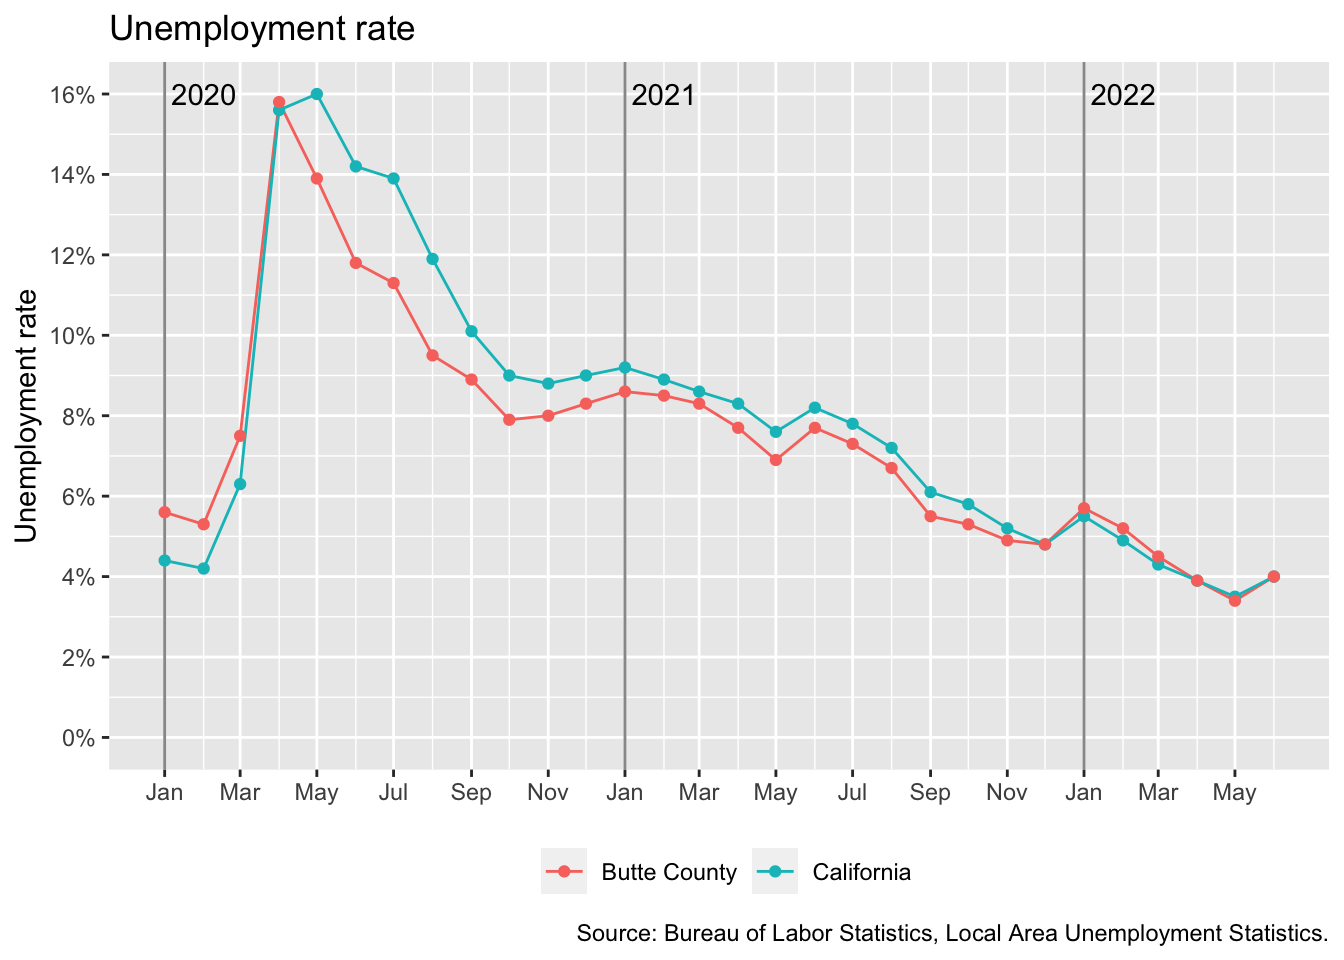 Unemployment rate
2020 2021 2022
16%
14%
12%
10%
8%
6%
4%
2%
0%
Unemployment rate
Jan Mar May Jul Sep Nov Jan Mar May Jul Sep Nov Jan Mar May
Butte County California
Source: Bureau of Labor Statistics, Local Area Unemployment Statistics.